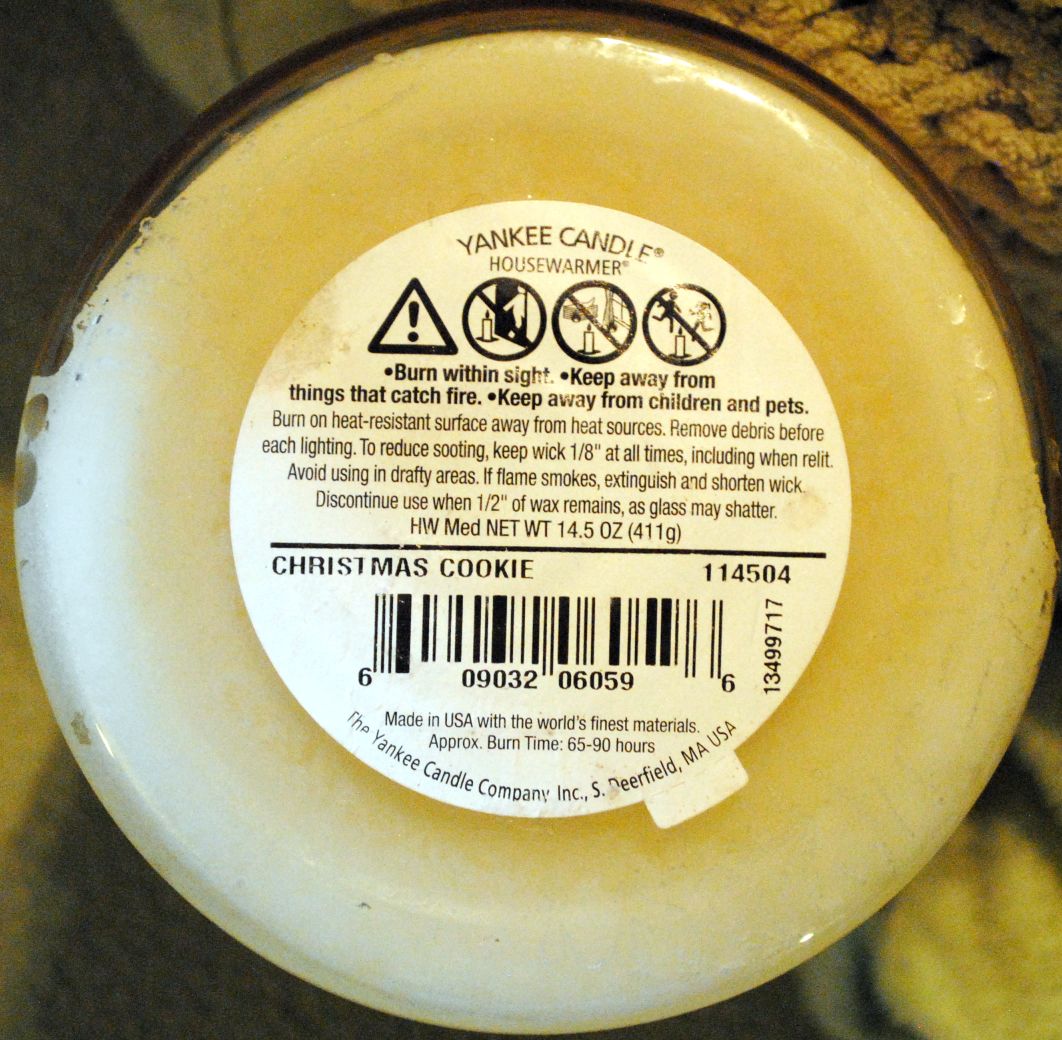 YANKEE CANDLE®
HOUSEWARMER®
•Burn within sight. •Keep away from
things that catch fire. •Keep away from children and pets.
Burn on heat-resistant surface away from heat sources. Remove debris before
each lighting. To reduce sooting, keep wick 1/8" at all times, including when relit.
Avoid using in drafty areas. If flame smokes, extinguish and shorten wick.
Discontinue use when 1/2" of wax remains, as glass may shatter.
HW Med NET WT 14.5 OZ (411g)
CHRISTMAS COOKIE 114504
13499717
6 09032 06059 6
Made in USA with the world's finest materials.
Approx. Burn Time: 65-90 hours
The Yankee Candle Company Inc., S. Deerfield, MA USA